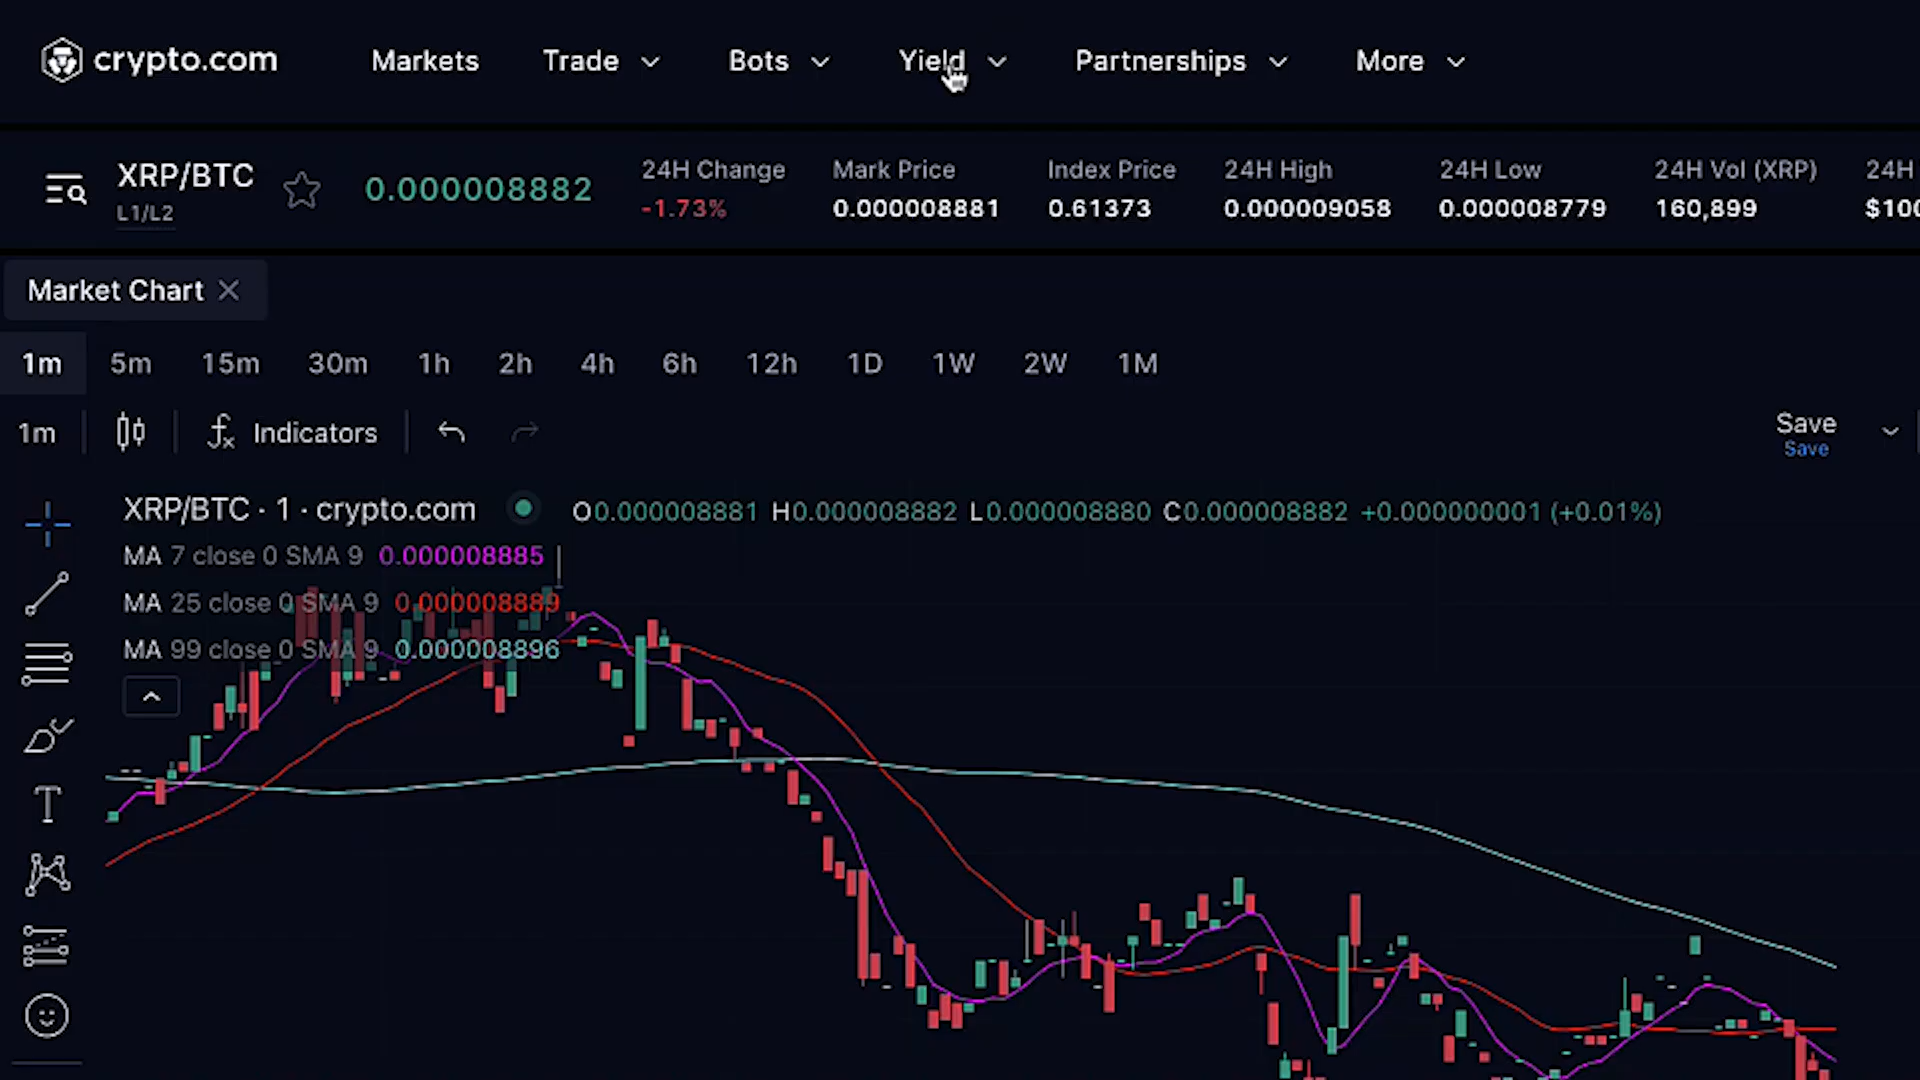 crypto.com Markets Trade Bots Yield Partnerships More
XRP/BTC
L1/L2
0.000008882
24H Change
-1.73%
Mark Price
0.000008881
Index Price
0.61373
24H High
0.000009058
24H Low
0.000008779
24H Vol (XRP)
160,899
24H
$100
Market Chart
1m 5m 15m 30m 1h 2h 4h 6h 12h 1D 1W 2W 1M
1m Indicators
Save
Save
XRP/BTC · 1 · crypto.com O0.000008881 H0.000008882 L0.000008880 C0.000008882 +0.000000001 (+0.01%)
MA 7 close 0 SMA 9 0.000008885
MA 25 close 0 SMA 9 0.000008889
MA 99 close 0 SMA 9 0.000008896